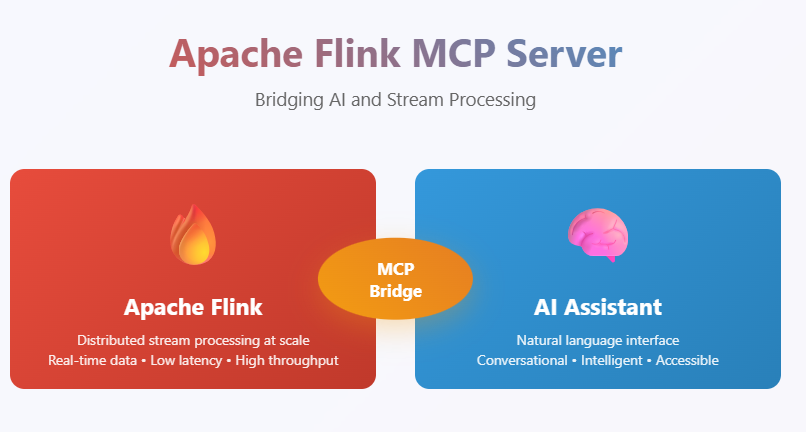 Apache Flink MCP Server
Bridging AI and Stream Processing
Apache Flink
Distributed stream processing at scale
Real-time data • Low latency • High throughput
MCP
Bridge
AI Assistant
Natural language interface
Conversational • Intelligent • Accessible